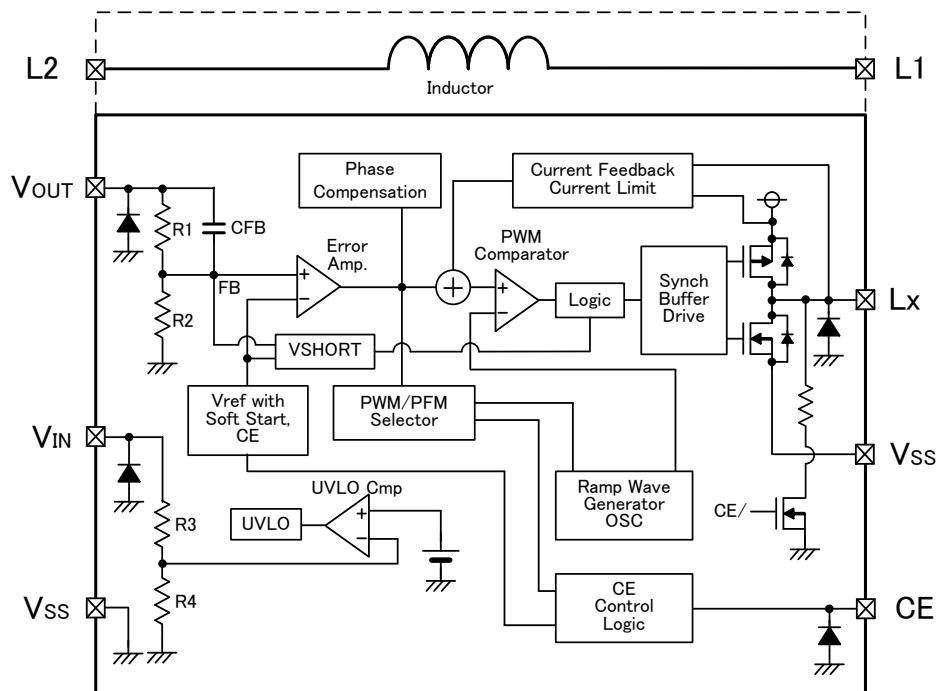 L2
L1
Inductor
VOUT
Phase
Compensation
Current Feedback
Current Limit
R1
CFB
Error
Amp.
PWM
Comparator
FB
R2
Logic
Synch
Buffer
Drive
Lx
VSHORT
Vref with
Soft Start,
CE
PWM/PFM
Selector
VIN
VSS
UVLO Cmp
R3
UVLO
Ramp Wave
Generator
OSC
CE/
R4
VSS
CE
Control
Logic
CE